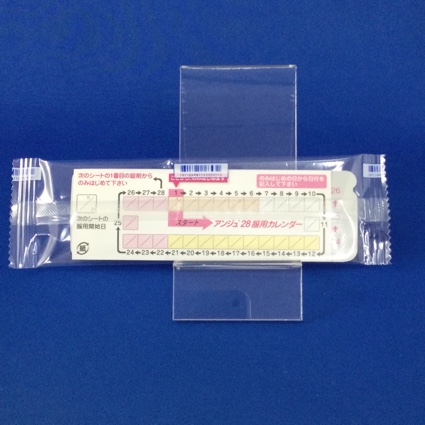 次のシートの1番目の錠剤から
のみはじめて下さい
のみはじめの日から日付を
記入して下さい
26→27→28
1→2→3→4→5→6→7→8→9→10
次のシートの
服用開始日
25
スタート
アンジュ28服用カレンダー
11
24←23←22←21←20←19←18←17←16←15←14←13←12
紙
26